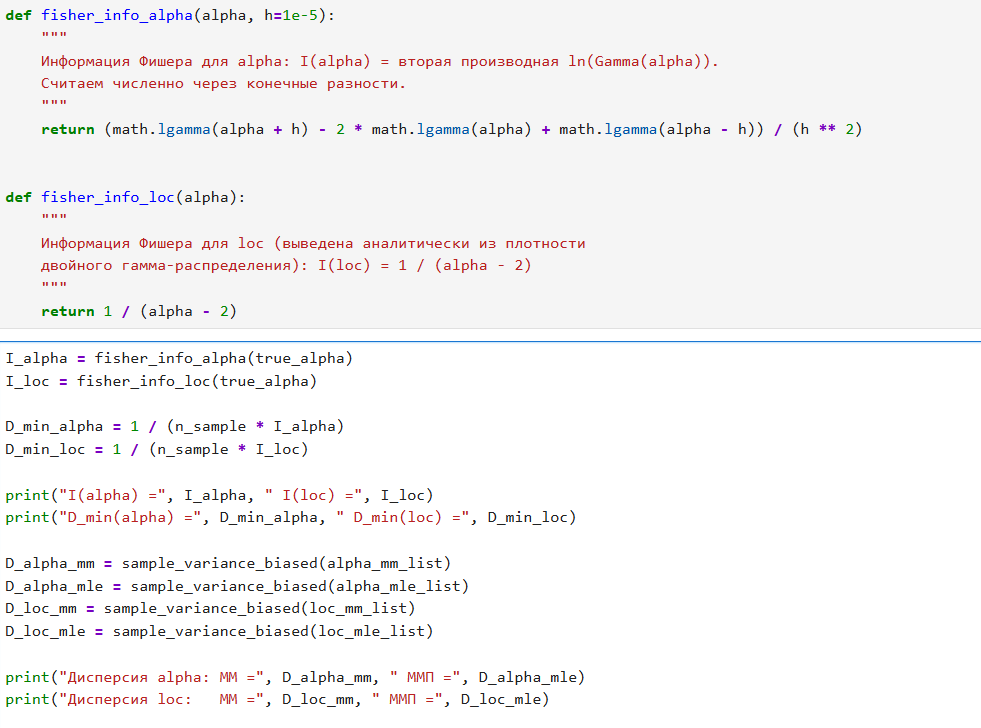 def fisher_info_alpha(alpha, h=1e-5):
    """
    Информация Фишера для alpha: I(alpha) = вторая производная ln(Gamma(alpha)).
    Считаем численно через конечные разности.
    """
    return (math.lgamma(alpha + h) - 2 * math.lgamma(alpha) + math.lgamma(alpha - h)) / (h ** 2)
def fisher_info_loc(alpha):
    """
    Информация Фишера для loc (выведена аналитически из плотности
    двойного гамма-распределения): I(loc) = 1 / (alpha - 2)
    """
    return 1 / (alpha - 2)
I_alpha = fisher_info_alpha(true_alpha)
I_loc = fisher_info_loc(true_alpha)
D_min_alpha = 1 / (n_sample * I_alpha)
D_min_loc = 1 / (n_sample * I_loc)
print("I(alpha) =", I_alpha, " I(loc) =", I_loc)
print("D_min(alpha) =", D_min_alpha, " D_min(loc) =", D_min_loc)
D_alpha_mm = sample_variance_biased(alpha_mm_list)
D_alpha_mle = sample_variance_biased(alpha_mle_list)
D_loc_mm = sample_variance_biased(loc_mm_list)
D_loc_mle = sample_variance_biased(loc_mle_list)
print("Дисперсия alpha: ММ =", D_alpha_mm, " ММП =", D_alpha_mle)
print("Дисперсия loc:   ММ =", D_loc_mm, " ММП =", D_loc_mle)